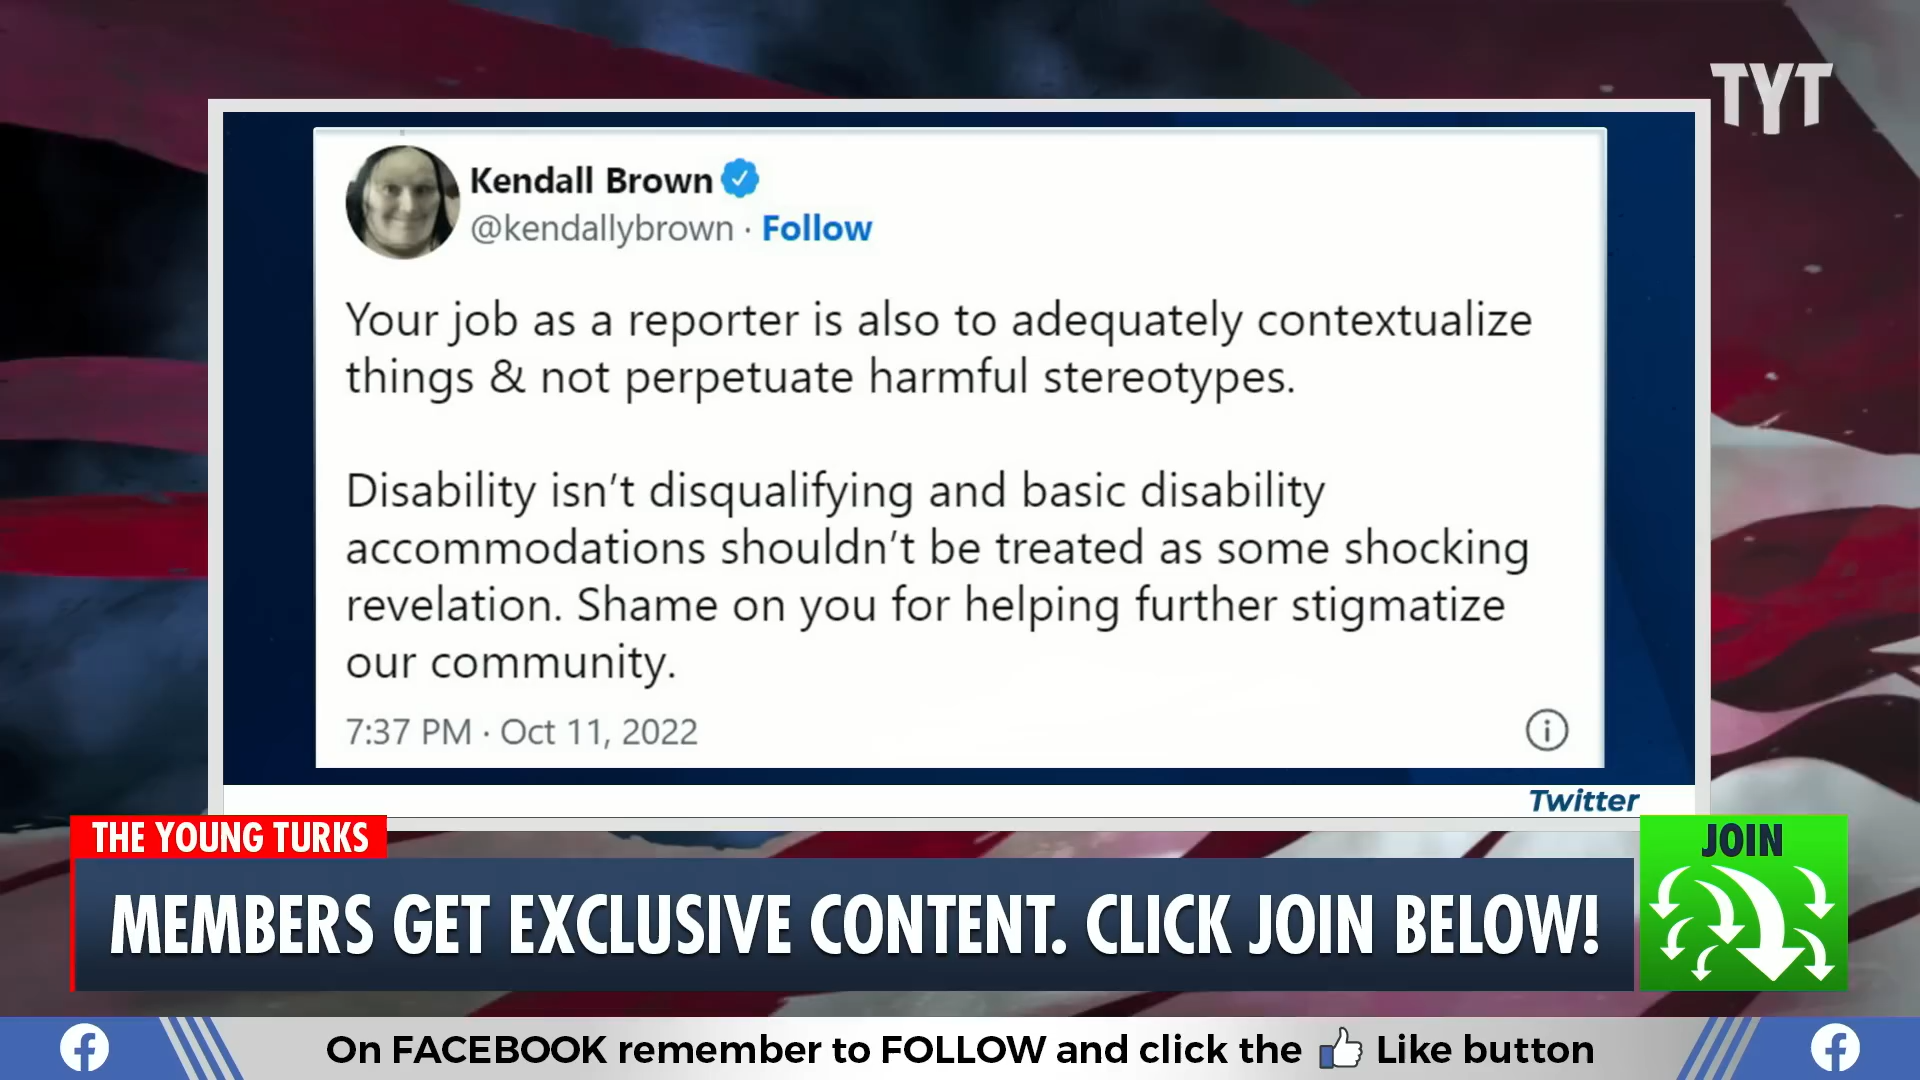 TYT
Kendall Brown
@kendallybrown · Follow
Your job as a reporter is also to adequately contextualize
things & not perpetuate harmful stereotypes.
Disability isn’t disqualifying and basic disability
accommodations shouldn’t be treated as some shocking
revelation. Shame on you for helping further stigmatize
our community.
7:37 PM · Oct 11, 2022
Twitter
THE YOUNG TURKS
JOIN
MEMBERS GET EXCLUSIVE CONTENT. CLICK JOIN BELOW!
On FACEBOOK remember to FOLLOW and click the Like button